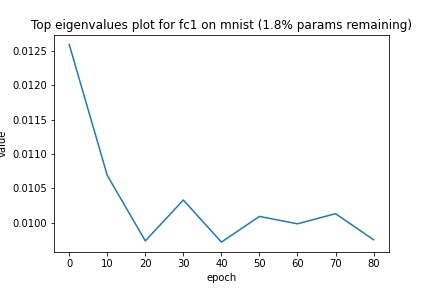 Top eigenvalues plot for fc1 on mnist (1.8% params remaining)
0.0125
0.0120
0.0115
0.0110
0.0105
0.0100
value
0 10 20 30 40 50 60 70 80
epoch